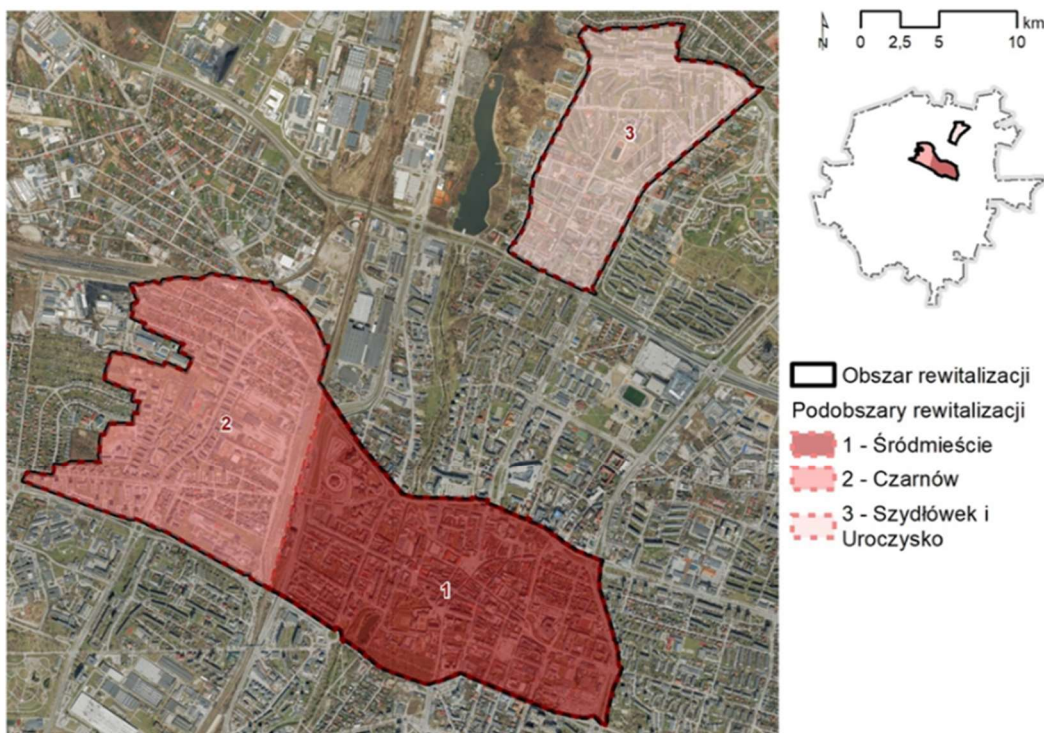 3
2
1
N
km
0 2,5 5 10
Obszar rewitalizacji
Podobszary rewitalizacji
1 - Śródmieście
2 - Czarnów
3 - Szydłówek i
Uroczysko